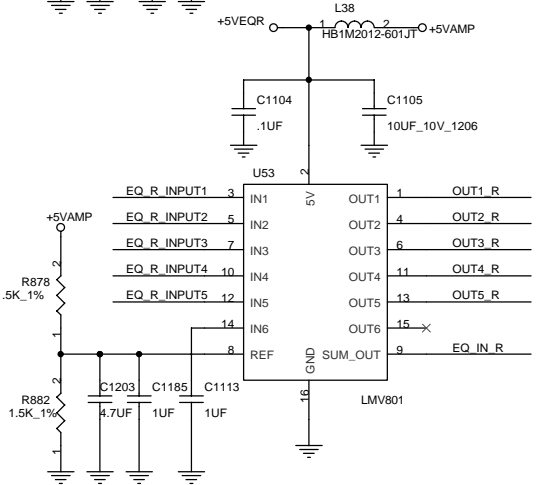 L38
+5VEQR
1
2
+5VAMP
HB1M2012-601JT
C1104
.1UF
C1105
10UF_10V_1206
U53
2
5V
EQ_R_INPUT1 3 IN1 OUT1 1 OUT1_R
EQ_R_INPUT2 5 IN2 OUT2 4 OUT2_R
EQ_R_INPUT3 7 IN3 OUT3 6 OUT3_R
EQ_R_INPUT4 10 IN4 OUT4 11 OUT4_R
EQ_R_INPUT5 12 IN5 OUT5 13 OUT5_R
14 IN6 OUT6 15
8 REF SUM_OUT 9 EQ_IN_R
GND
16
LMV801
+5VAMP
2
R878
.5K_1%
1
2
R882
1.5K_1%
1
C1203
4.7UF
C1185
1UF
C1113
1UF